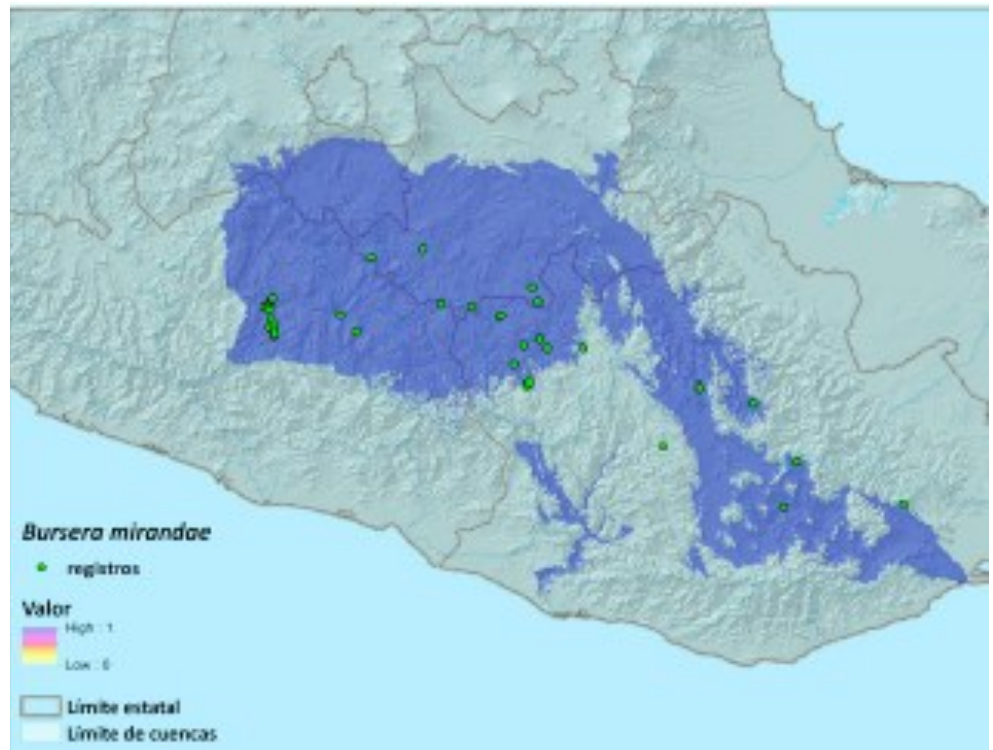 Bursera mirandae
registros
Valor
High : 1
Low : 0
Límite estatal
Límite de cuencas